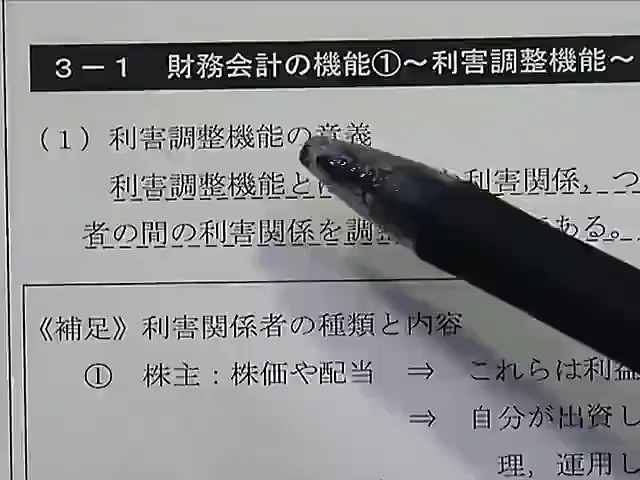 3－1 財務会計の機能①～利害調整機能～
（1）利害調整機能の意義
利害調整機能と 利害関係，つ
者の間の利害関係を調 である。
《補足》利害関係者の種類と内容
① 株主：株価や配当 ⇒ これらは利益
⇒ 自分が出資し
理，運用し